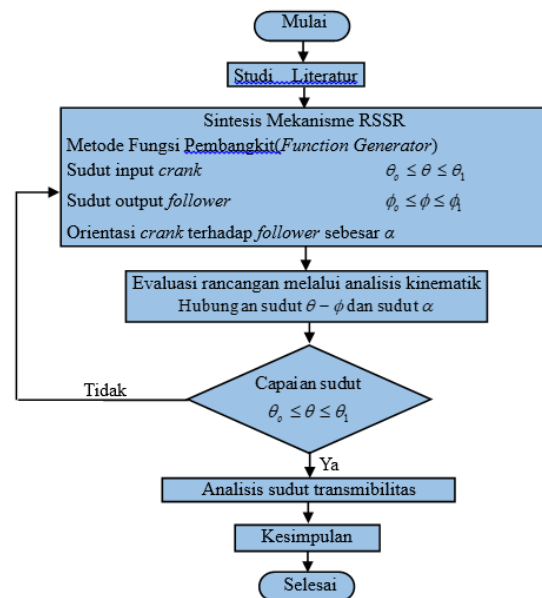 Mulai
Studi Literatur
Sintesis Mekanisme RSSR
Metode Fungsi Pembangkit(Function Generator)
Sudut input crank θ₀ ≤ θ ≤ θ₁
Sudut output follower ϕ₀ ≤ ϕ ≤ ϕ₁
Orientasi crank terhadap follower sebesar α
Evaluasi rancangan melalui analisis kinematik
Hubungan sudut θ − ϕ dan sudut α
Capaian sudut
θ₀ ≤ θ ≤ θ₁
Tidak
Ya
Analisis sudut transmibilitas
Kesimpulan
Selesai